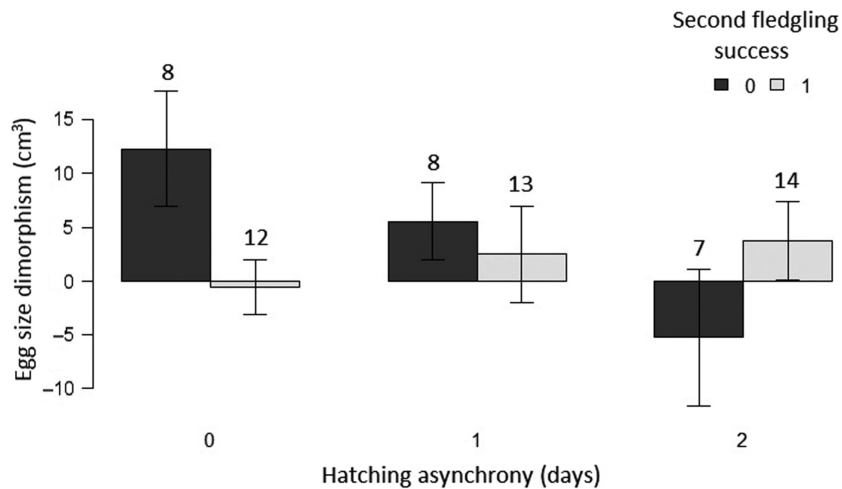 Second fledgling
success
0 1
Egg size dimorphism (cm³)
15
10
5
0
–5
–10
8
12
8
13
7
14
0 1 2
Hatching asynchrony (days)